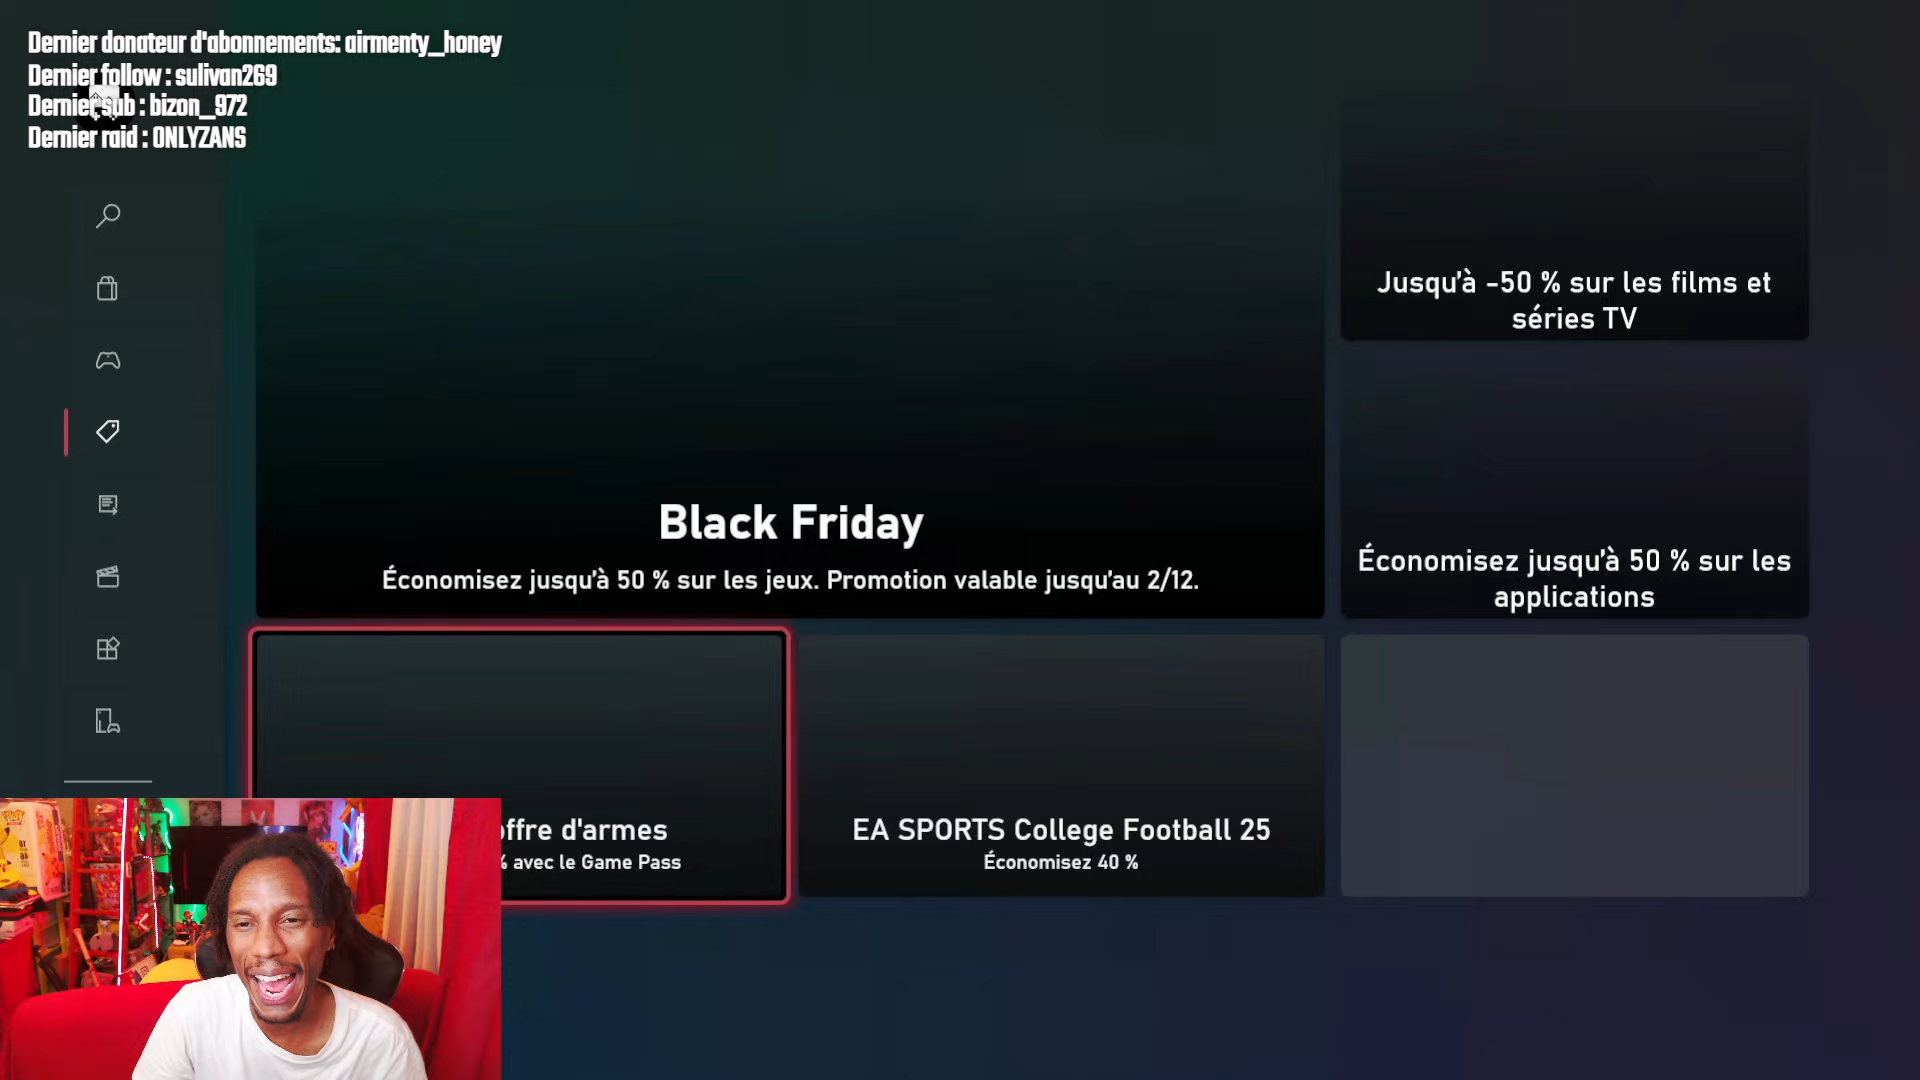 Dernier donateur d'abonnements: airmenty_honey
Dernier follow : sulivan269
Dernier sub : bizon_972
Dernier raid : ONLYZANS
Jusqu'à -50 % sur les films et
séries TV
Black Friday
Économisez jusqu'à 50 % sur les jeux. Promotion valable jusqu'au 2/12.
Économisez jusqu'à 50 % sur les
applications
offre d'armes
% avec le Game Pass
EA SPORTS College Football 25
Économisez 40 %